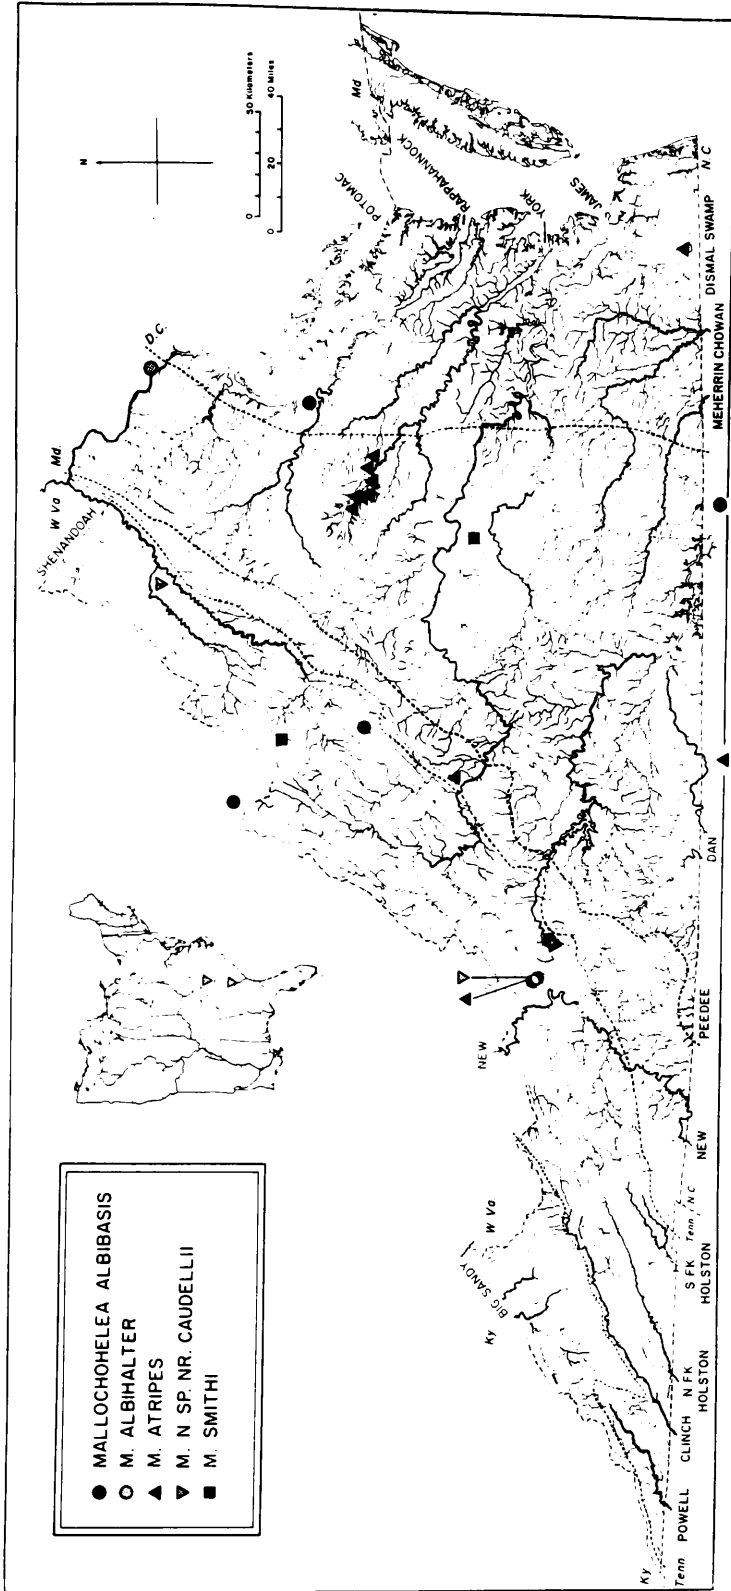 MALLOCHOHELEA ALBIBASIS
M. ALBIHALTER
M. ATRIPES
M. N SP. NR. CAUDELLII
M. SMITHI
N
0 50 Kilometers
0 20 40 Miles
W Va
Md.
SHENANDOAH
D.C.
Md
POTOMAC
RAPPAHANNOCK
YORK
JAMES
NEW
W Va
BIG SANDY
Ky
Ky
Tenn
POWELL
CLINCH
N FK
HOLSTON
S FK
HOLSTON
Tenn / N C
NEW
PEEDEE
DAN
MEHERRIN
CHOWAN
DISMAL SWAMP
N C